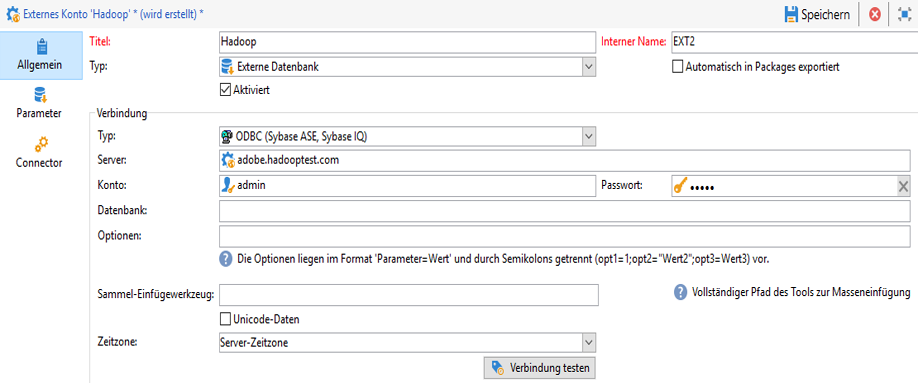 Externes Konto 'Hadoop' * (wird erstellt) *
Speichern
Allgemein
Parameter
Connector
Titel: Hadoop Interner Name: EXT2
Typ: Externe Datenbank Automatisch in Packages exportiert
Aktiviert
Verbindung
Typ: ODBC (Sybase ASE, Sybase IQ)
Server: adobe.hadooptest.com
Konto: admin Passwort: •••••
Datenbank:
Optionen:
Die Optionen liegen im Format 'Parameter=Wert' und durch Semikolons getrennt (opt1=1;opt2="Wert2";opt3=Wert3) vor.
Sammel-Einfügewerkzeug: Vollständiger Pfad des Tools zur Masseneinfügung
Unicode-Daten
Zeitzone: Server-Zeitzone
Verbindung testen